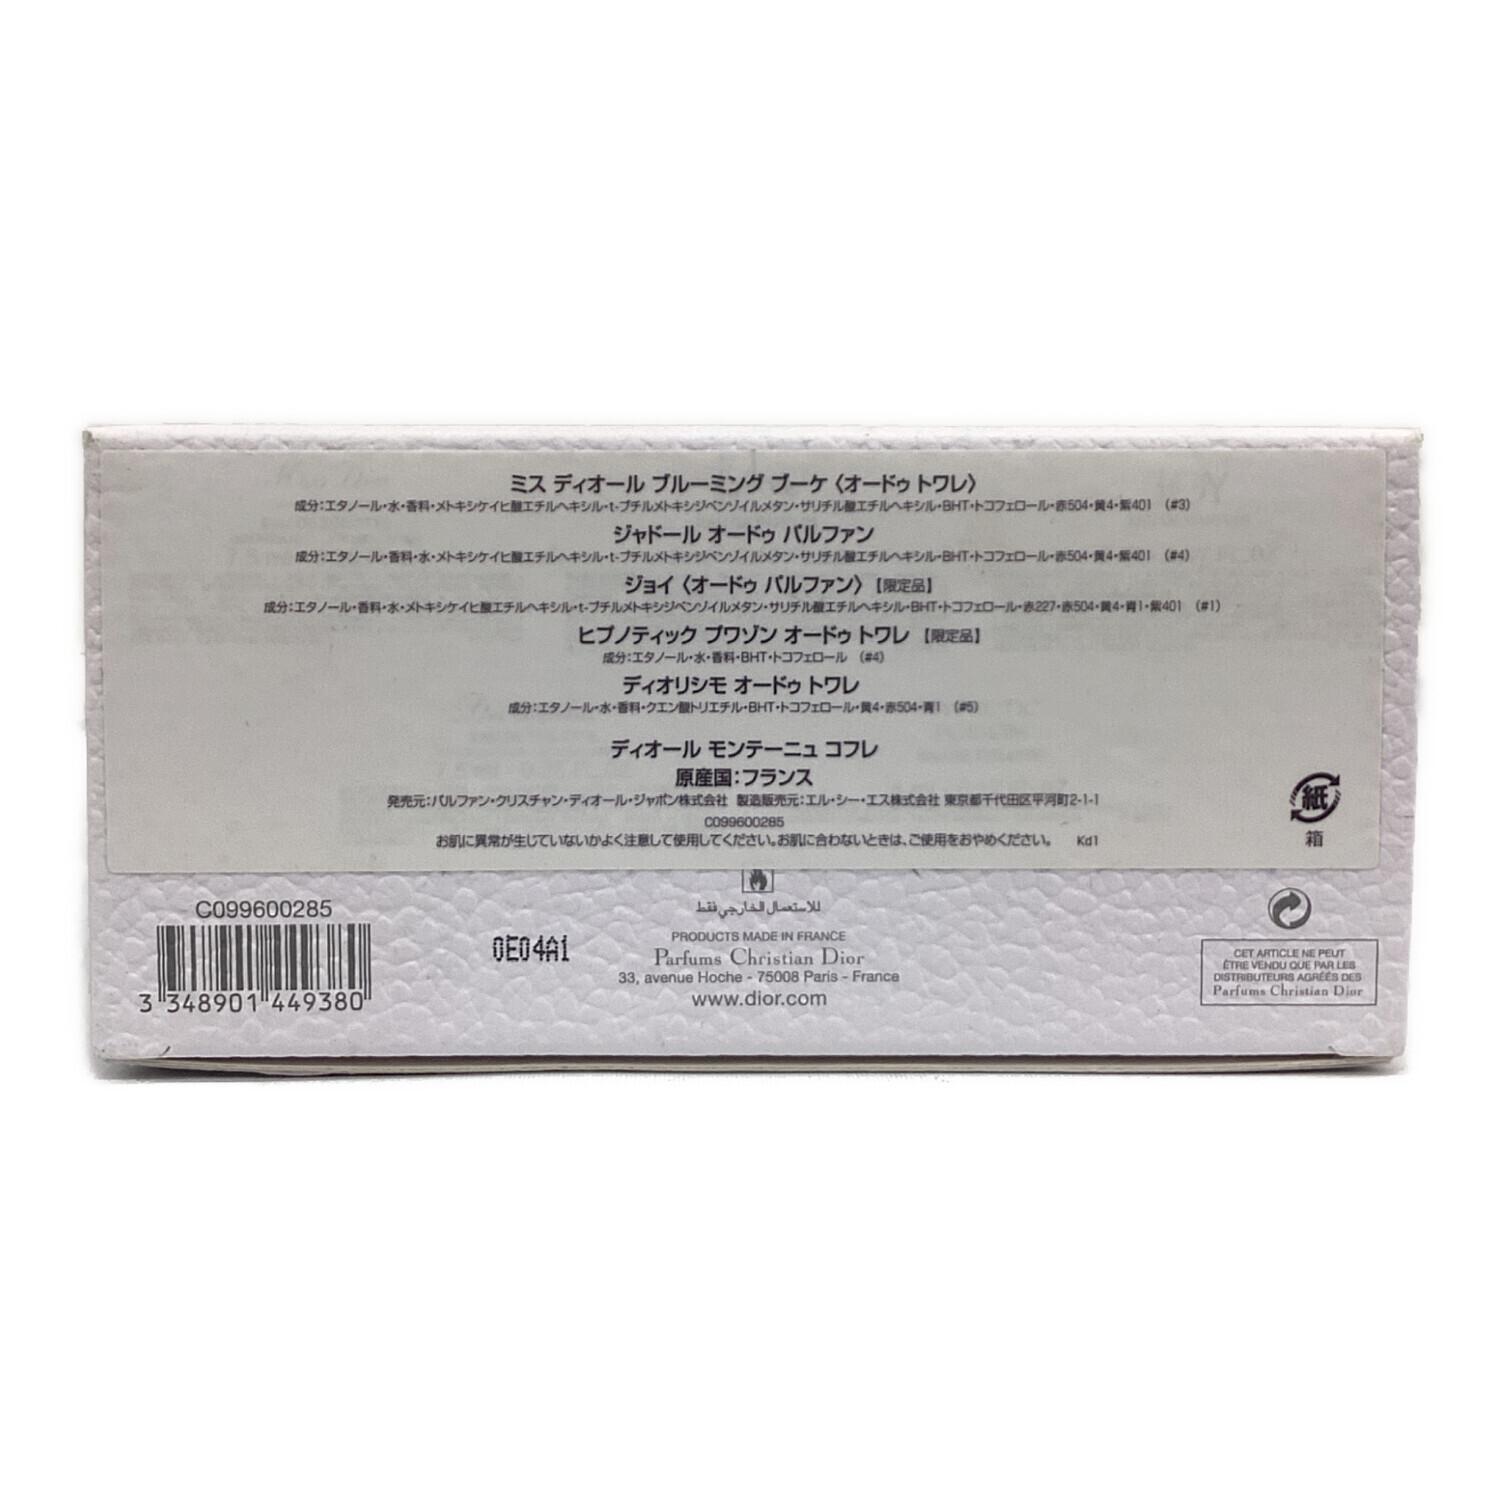 ミス ディオール ブルーミング ブーケ〈オードゥ トワレ〉
成分：エタノール・水・香料・メトキシケイヒ酸エチルヘキシル・t-ブチルメトキシジベンゾイルメタン・サリチル酸エチルヘキシル・BHT・トコフェロール・赤504・黄4・紫401 (#3)
ジャドール オードゥ パルファン
成分：エタノール・香料・水・メトキシケイヒ酸エチルヘキシル・t-ブチルメトキシジベンゾイルメタン・サリチル酸エチルヘキシル・BHT・トコフェロール・赤504・黄4・紫401 (#4)
ジョイ〈オードゥ パルファン〉【限定品】
成分：エタノール・香料・水・メトキシケイヒ酸エチルヘキシル・t-ブチルメトキシジベンゾイルメタン・サリチル酸エチルヘキシル・BHT・トコフェロール・赤227・赤504・黄4・青1・紫401 (#1)
ヒプノティック プワゾン オードゥ トワレ【限定品】
成分：エタノール・水・香料・BHT・トコフェロール (#4)
ディオリシモ オードゥ トワレ
成分：エタノール・水・香料・クエン酸トリエチル・BHT・トコフェロール・黄4・赤504・青1 (#5)
ディオール モンテーニュ コフレ
原産国：フランス
発売元：パルファン・クリスチャン・ディオール・ジャポン株式会社 製造販売元：エル・シー・エス株式会社 東京都千代田区平河町2-1-1
C099600285
お肌に異常が生じていないかよく注意して使用してください。お肌に合わないときは、ご使用をおやめください。 Kd1
紙
箱
C099600285
3 348901 449380
0E04A1
للاستعمال الخارجي فقط
PRODUCTS MADE IN FRANCE
Parfums Christian Dior
33, avenue Hoche - 75008 Paris - France
www.dior.com
CET ARTICLE NE PEUT
ÊTRE VENDU QUE PAR LES
DISTRIBUTEURS AGRÉÉS DES
Parfums Christian Dior